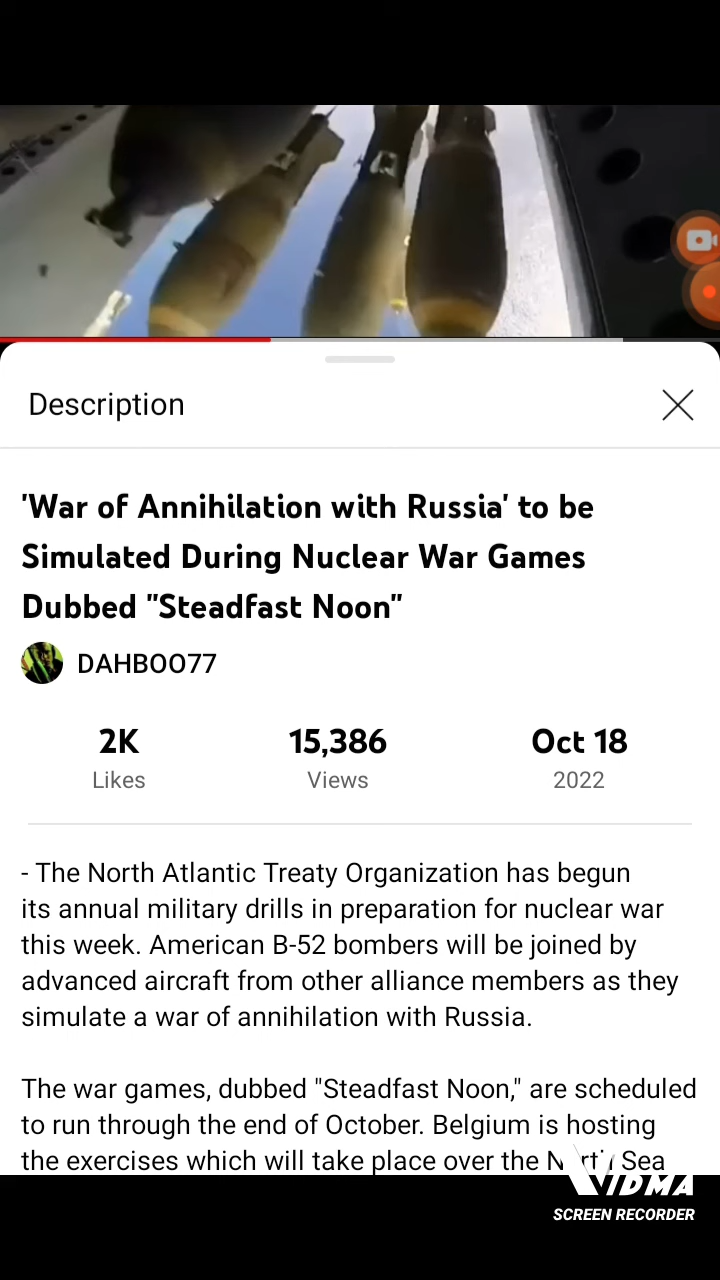 Description
'War of Annihilation with Russia' to be
Simulated During Nuclear War Games
Dubbed "Steadfast Noon"
DAHBOO77
2K
15,386
Oct 18
Likes
Views
2022
- The North Atlantic Treaty Organization has begun
its annual military drills in preparation for nuclear war
this week. American B-52 bombers will be joined by
advanced aircraft from other alliance members as they
simulate a war of annihilation with Russia.
The war games, dubbed "Steadfast Noon," are scheduled
to run through the end of October. Belgium is hosting
the exercises which will take place over the North Sea
VIDMA
SCREEN RECORDER